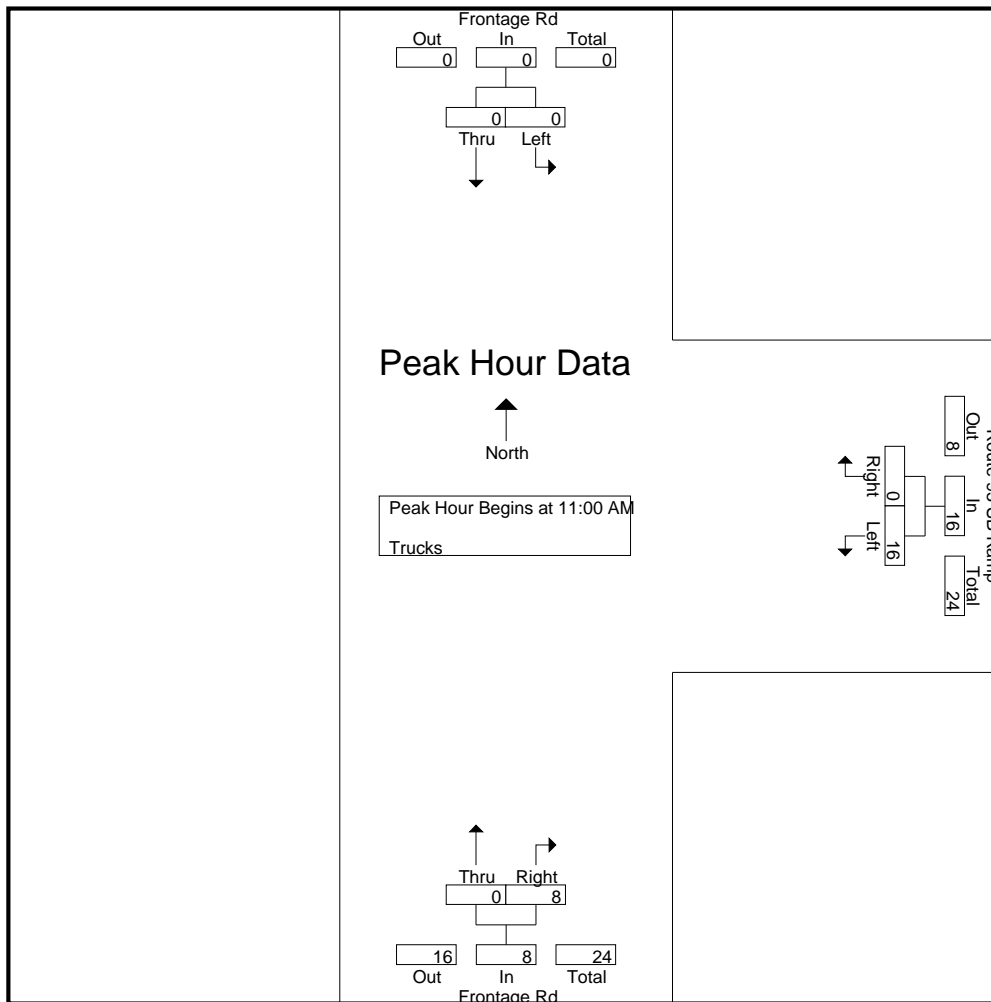 Frontage Rd
Out In Total
0 0 0
0 0
Thru Left
Peak Hour Data
North
Peak Hour Begins at 11:00 AM
Trucks
Out In Total
8 16 24
0 16
Right Left
Thru Right
0 8
16 8 24
Out In Total
Frontage Rd